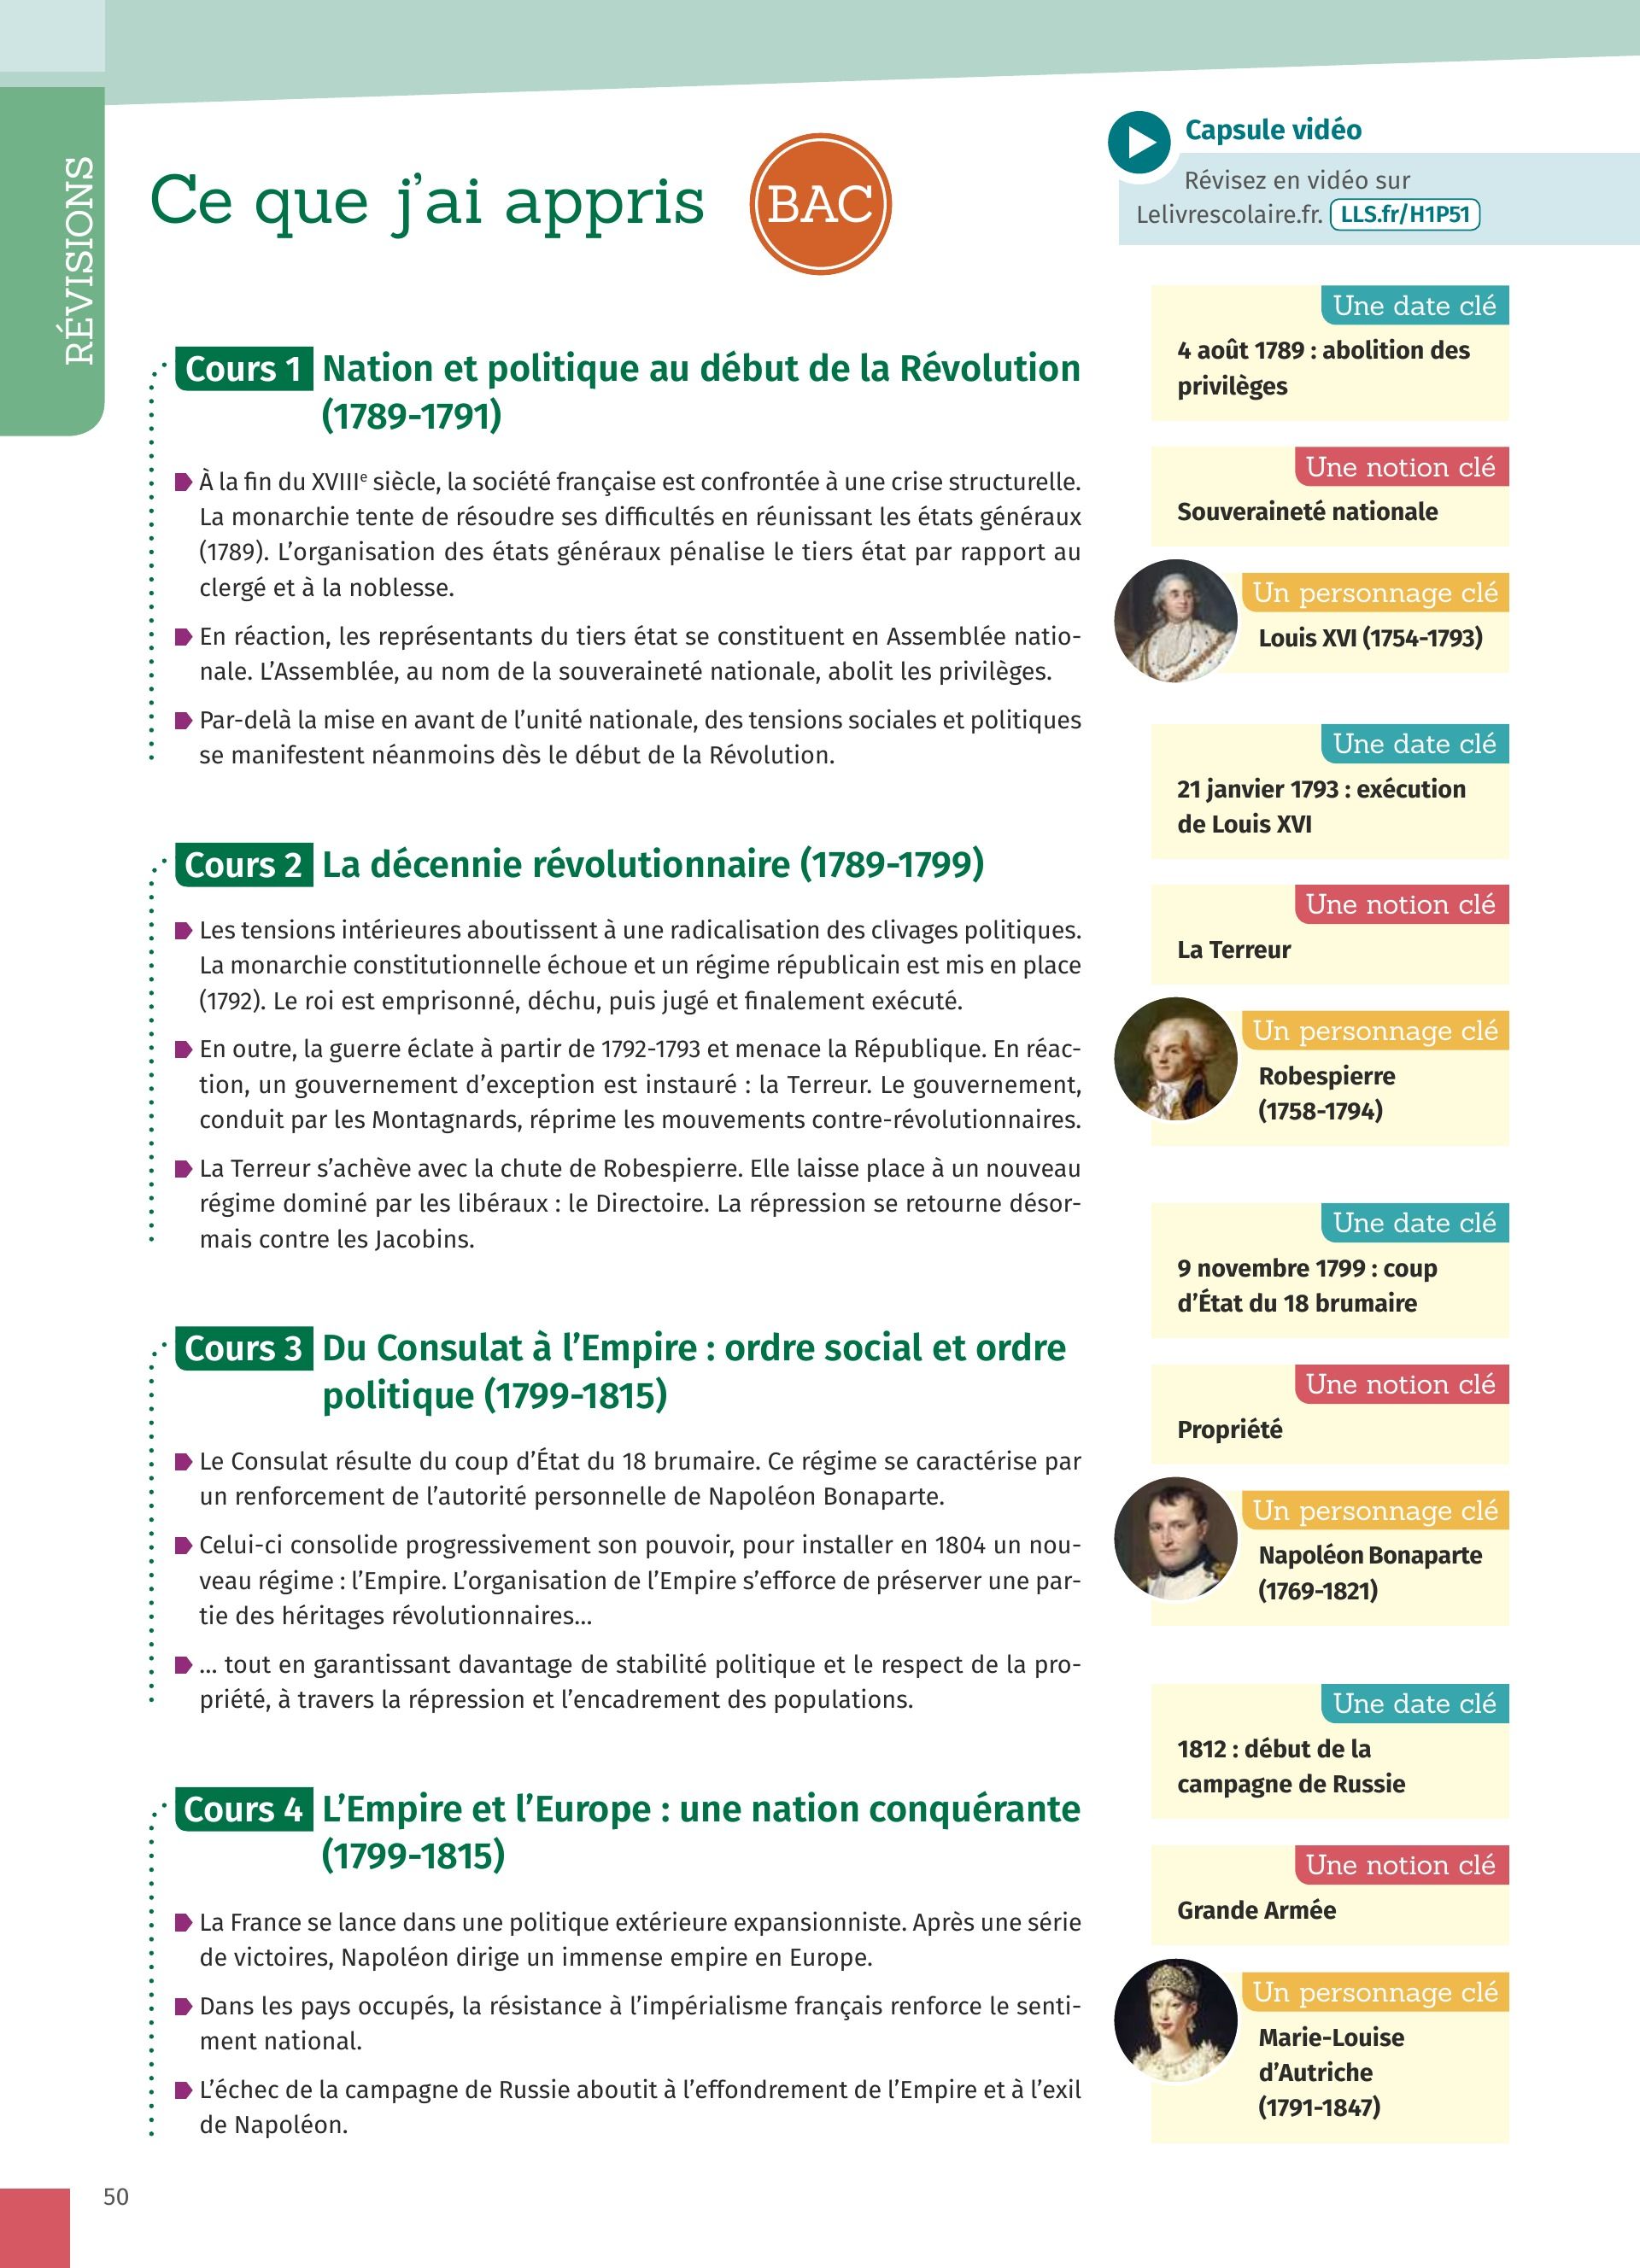 RÉVISIONS
Ce que j’ai appris
BAC
Capsule vidéo
Révisez en vidéo sur
Lelivrescolaire.fr. LLS.fr/H1P51
Cours 1 Nation et politique au début de la Révolution
(1789-1791)
À la fin du XVIIIe siècle, la société française est confrontée à une crise structurelle.
La monarchie tente de résoudre ses difficultés en réunissant les états généraux
(1789). L’organisation des états généraux pénalise le tiers état par rapport au
clergé et à la noblesse.
En réaction, les représentants du tiers état se constituent en Assemblée natio-
nale. L’Assemblée, au nom de la souveraineté nationale, abolit les privilèges.
Par-delà la mise en avant de l’unité nationale, des tensions sociales et politiques
se manifestent néanmoins dès le début de la Révolution.
Une date clé
4 août 1789 : abolition des
privilèges
Une notion clé
Souveraineté nationale
Un personnage clé
Louis XVI (1754-1793)
Cours 2 La décennie révolutionnaire (1789-1799)
Les tensions intérieures aboutissent à une radicalisation des clivages politiques.
La monarchie constitutionnelle échoue et un régime républicain est mis en place
(1792). Le roi est emprisonné, déchu, puis jugé et finalement exécuté.
En outre, la guerre éclate à partir de 1792-1793 et menace la République. En réac-
tion, un gouvernement d’exception est instauré : la Terreur. Le gouvernement,
conduit par les Montagnards, réprime les mouvements contre-révolutionnaires.
La Terreur s’achève avec la chute de Robespierre. Elle laisse place à un nouveau
régime dominé par les libéraux : le Directoire. La répression se retourne désor-
mais contre les Jacobins.
Une date clé
21 janvier 1793 : exécution
de Louis XVI
Une notion clé
La Terreur
Un personnage clé
Robespierre
(1758-1794)
Cours 3 Du Consulat à l’Empire : ordre social et ordre
politique (1799-1815)
Le Consulat résulte du coup d’État du 18 brumaire. Ce régime se caractérise par
un renforcement de l’autorité personnelle de Napoléon Bonaparte.
Celui-ci consolide progressivement son pouvoir, pour installer en 1804 un nou-
veau régime : l’Empire. L’organisation de l’Empire s’efforce de préserver une par-
tie des héritages révolutionnaires…
… tout en garantissant davantage de stabilité politique et le respect de la pro-
priété, à travers la répression et l’encadrement des populations.
Une date clé
9 novembre 1799 : coup
d’État du 18 brumaire
Une notion clé
Propriété
Un personnage clé
Napoléon Bonaparte
(1769-1821)
Cours 4 L’Empire et l’Europe : une nation conquérante
(1799-1815)
La France se lance dans une politique extérieure expansionniste. Après une série
de victoires, Napoléon dirige un immense empire en Europe.
Dans les pays occupés, la résistance à l’impérialisme français renforce le senti-
ment national.
L’échec de la campagne de Russie aboutit à l’effondrement de l’Empire et à l’exil
de Napoléon.
Une date clé
1812 : début de la
campagne de Russie
Une notion clé
Grande Armée
Un personnage clé
Marie-Louise
d’Autriche
(1791-1847)
50